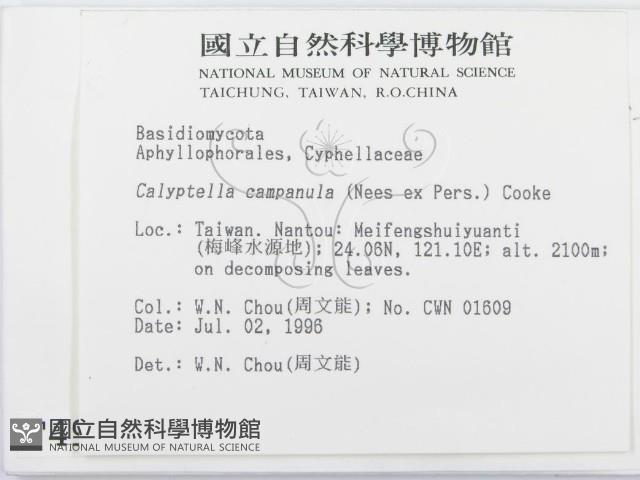 國立自然科學博物館
NATIONAL MUSEUM OF NATURAL SCIENCE
TAICHUNG, TAIWAN, R.O.CHINA
Basidiomycota
Aphyllophorales, Cyphellaceae
Calyptella campanula (Nees ex Pers.) Cooke
Loc.: Taiwan. Nantou: Meifengshuiyuanti
(梅峰水源地); 24.06N, 121.10E; alt. 2100m;
on decomposing leaves.
Col.: W.N. Chou(周文能); No. CWN 01609
Date: Jul. 02, 1996
Det.: W.N. Chou(周文能)
國立自然科學博物館
NATIONAL MUSEUM OF NATURAL SCIENCE